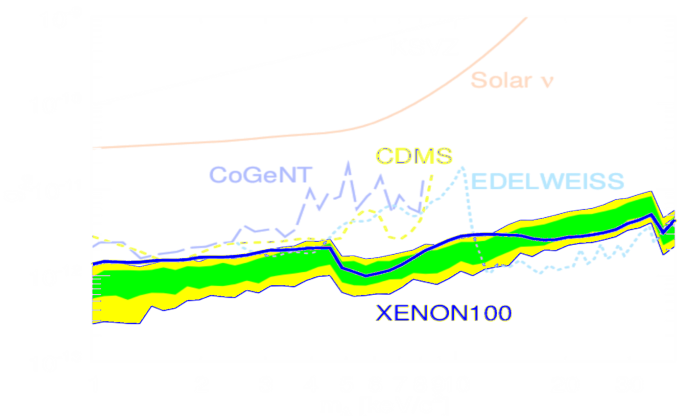 Solar ν
CDMS
CoGeNT
EDELWEISS
XENON100